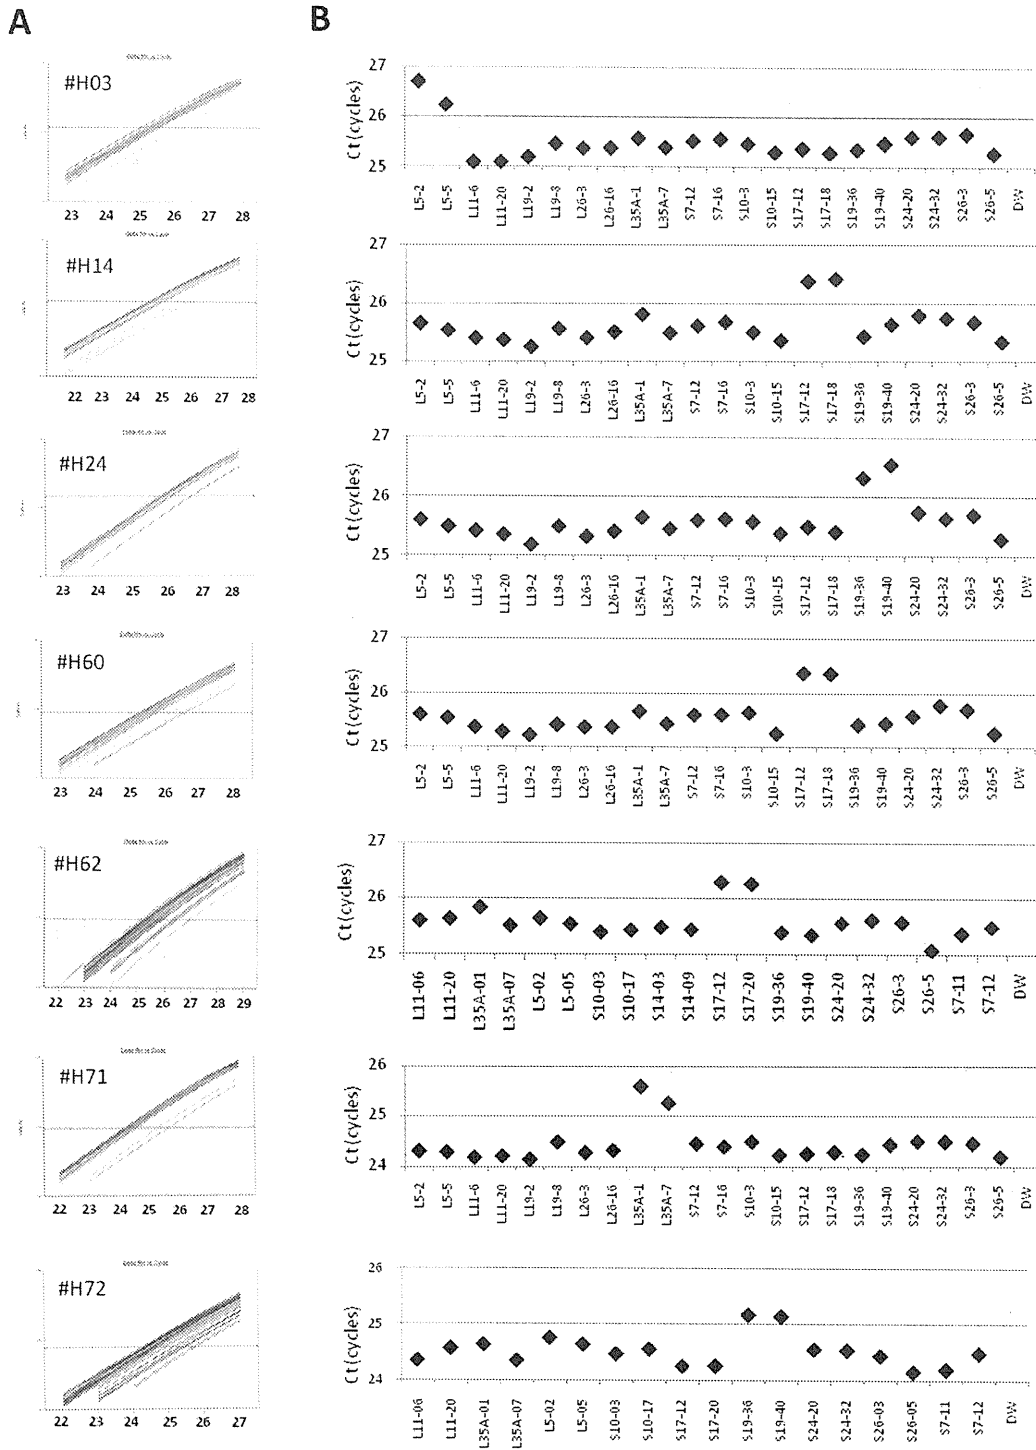 A
B
#H03
23 24 25 26 27 28
Ct(cycles)
27
26
25
L5-2 L5-5 L11-6 L11-20 L19-2 L19-8 L26-3 L26-16 L35A-1 L35A-7 S7-12 S7-16 S10-3 S10-15 S17-12 S17-18 S19-36 S19-40 S24-20 S24-32 S26-3 S26-5 DW
#H14
22 23 24 25 26 27 28
Ct(cycles)
27
26
25
L5-2 L5-5 L11-6 L11-20 L19-2 L19-8 L26-3 L26-16 L35A-1 L35A-7 S7-12 S7-16 S10-3 S10-15 S17-12 S17-18 S19-36 S19-40 S24-20 S24-32 S26-3 S26-5 DW
#H24
23 24 25 26 27 28
Ct(cycles)
27
26
25
L5-2 L5-5 L11-6 L11-20 L19-2 L19-8 L26-3 L26-16 L35A-1 L35A-7 S7-12 S7-16 S10-3 S10-15 S17-12 S17-18 S19-36 S19-40 S24-20 S24-32 S26-3 S26-5 DW
#H60
23 24 25 26 27 28
Ct(cycles)
27
26
25
L5-2 L5-5 L11-6 L11-20 L19-2 L19-8 L26-3 L26-16 L35A-1 L35A-7 S7-12 S7-16 S10-3 S10-15 S17-12 S17-18 S19-36 S19-40 S24-20 S24-32 S26-3 S26-5 DW
#H62
22 23 24 25 26 27 28 29
Ct(cycles)
27
26
25
L11-06 L11-20 L35A-01 L35A-07 L5-02 L5-05 S10-03 S10-17 S14-03 S14-09 S17-12 S17-20 S19-36 S19-40 S24-20 S24-32 S26-3 S26-5 S7-11 S7-12 DW
#H71
22 23 24 25 26 27 28
Ct(cycles)
26
25
24
L5-2 L5-5 L11-6 L11-20 L19-2 L19-8 L26-3 L26-16 L35A-1 L35A-7 S7-12 S7-16 S10-3 S10-15 S17-12 S17-18 S19-36 S19-40 S24-20 S24-32 S26-3 S26-5 DW
#H72
22 23 24 25 26 27
Ct(cycles)
26
25
24
L11-06 L11-20 L35A-01 L35A-07 L5-02 L5-05 S10-03 S10-17 S17-12 S17-20 S19-36 S19-40 S24-20 S24-32 S26-03 S26-05 S7-11 S7-12 DW